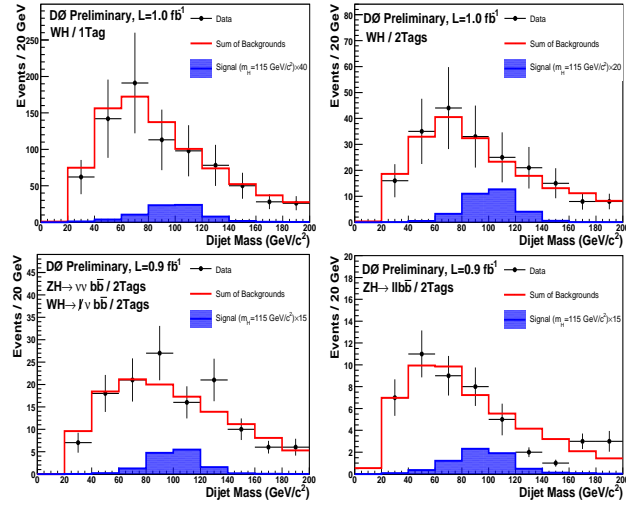 DØ Preliminary, L=1.0 fb⁻¹
WH / 1Tag
Data
Sum of Backgrounds
Signal (m_H=115 GeV/c²)×40
Events / 20 GeV
250
200
150
100
50
0
0 20 40 60 80 100 120 140 160 180 200
Dijet Mass (GeV/c²)
DØ Preliminary, L=1.0 fb⁻¹
WH / 2Tags
Data
Sum of Backgrounds
Signal (m_H=115 GeV/c²)×20
Events / 20 GeV
80
70
60
50
40
30
20
10
0
0 20 40 60 80 100 120 140 160 180 200
Dijet Mass (GeV/c²)
DØ Preliminary, L=0.9 fb⁻¹
ZH→ νν bb̄ / 2Tags
WH→ l̸ν bb̄ / 2Tags
Data
Sum of Backgrounds
Signal (m_H=115 GeV/c²)×15
Events / 20 GeV
45
40
35
30
25
20
15
10
5
0
0 20 40 60 80 100 120 140 160 180 200
Dijet Mass (GeV/c²)
DØ Preliminary, L=0.9 fb⁻¹
ZH→ llbb̄ / 2Tags
Data
Sum of Backgrounds
Signal (m_H=115 GeV/c²)×15
Events / 20 GeV
20
18
16
14
12
10
8
6
4
2
0
0 20 40 60 80 100 120 140 160 180 200
Dijet Mass (GeV/c²)